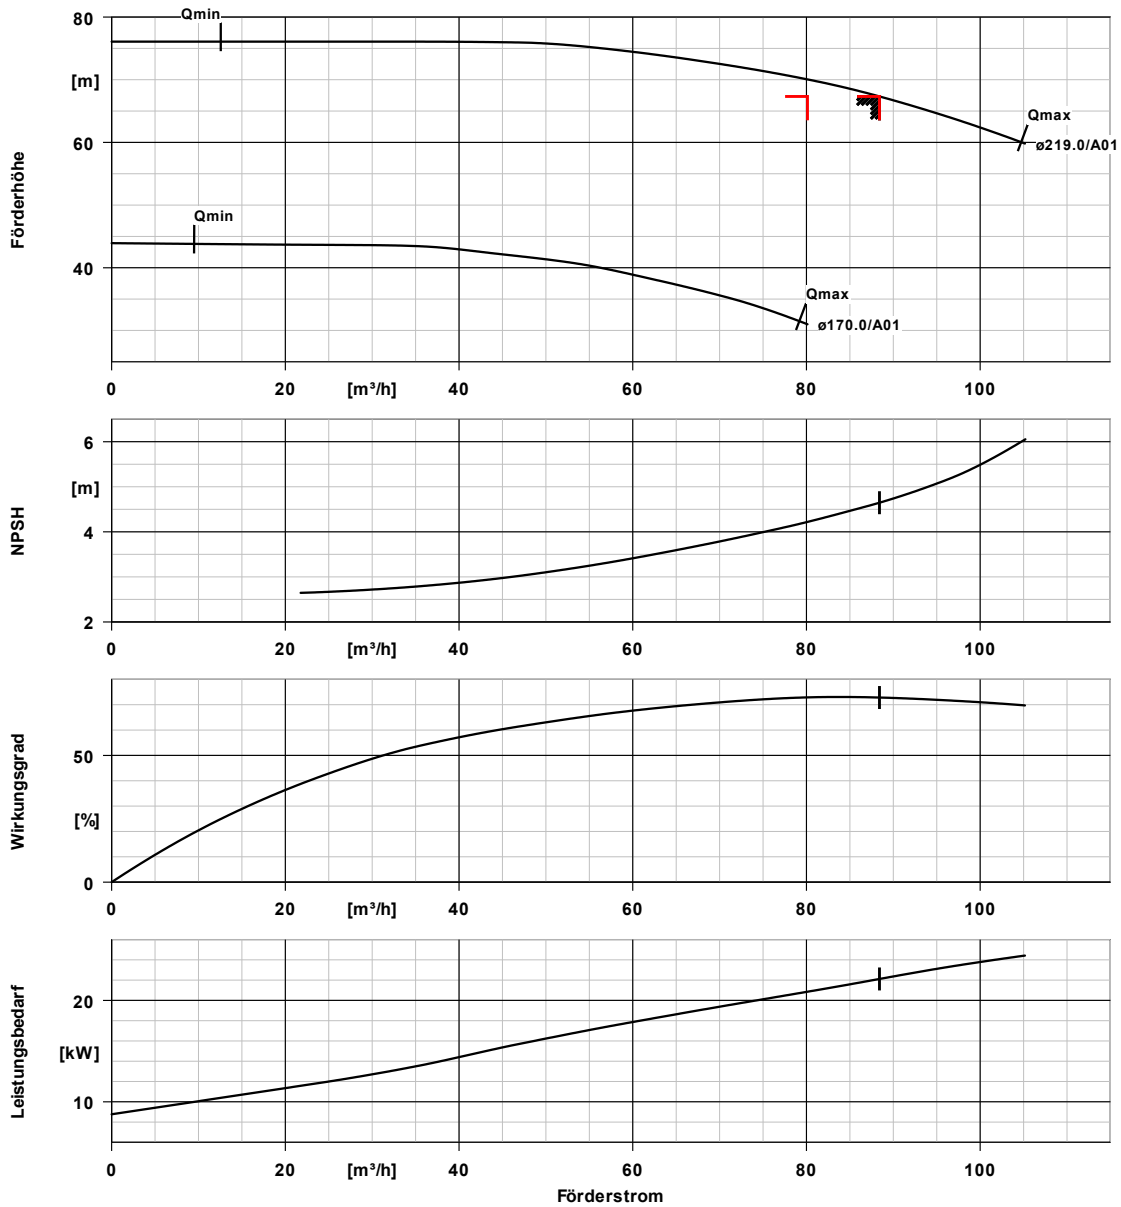 Qmin
80
[m]
Qmax
60
ø219.0/A01
Förderhöhe
Qmin
40
Qmax
ø170.0/A01
0 20 [m³/h] 40 60 80 100
6
[m]
NPSH
4
2
0 20 [m³/h] 40 60 80 100
50
Wirkungsgrad
[%]
0
0 20 [m³/h] 40 60 80 100
20
Leistungsbedarf
[kW]
10
0 20 [m³/h] 40 60 80 100
Förderstrom